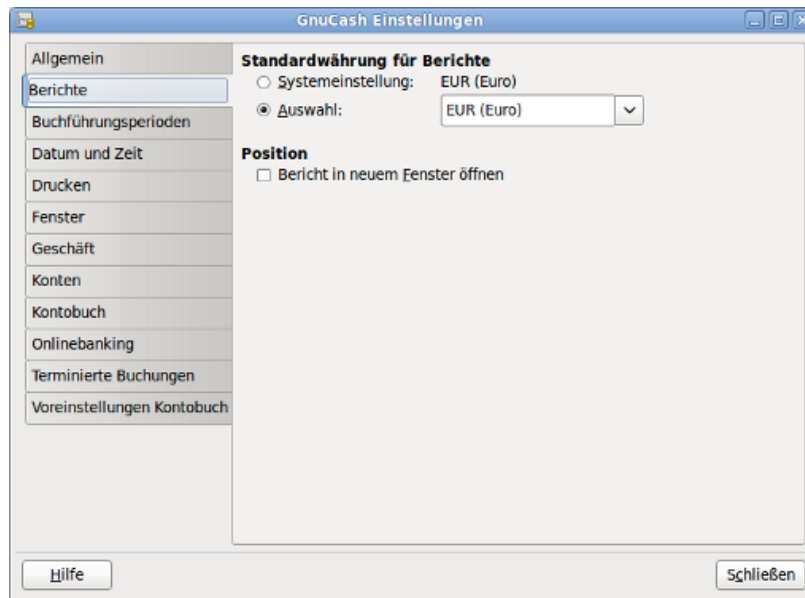 GnuCash Einstellungen
Allgemein
Berichte
Buchführungsperioden
Datum und Zeit
Drucken
Fenster
Geschäft
Konten
Kontobuch
Onlinebanking
Terminierte Buchungen
Voreinstellungen Kontobuch
Standardwährung für Berichte
Systemeinstellung: EUR (Euro)
Auswahl: EUR (Euro)
Position
Bericht in neuem Fenster öffnen
Hilfe
Schließen